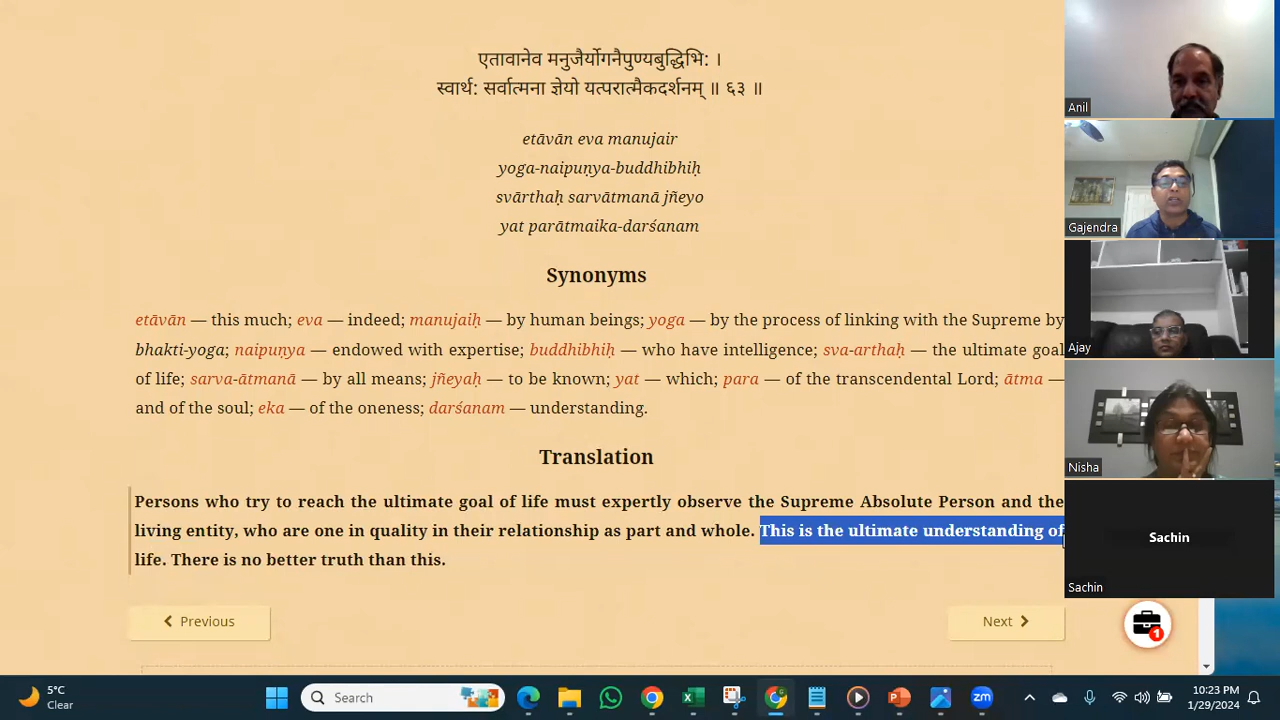 एतावानेव मनुजैर्योगनैपुण्यबुद्धिभि: ।
स्वार्थ: सर्वात्मना ज्ञेयो यत्परात्मैकदर्शनम् ॥ ६३ ॥
etāvān eva manujair
yoga-naipuṇya-buddhibhiḥ
svārthaḥ sarvātmanā jñeyo
yat parātmaika-darśanam
Synonyms
etāvān — this much; eva — indeed; manujaiḥ — by human beings; yoga — by the process of linking with the Supreme by
bhakti-yoga; naipuṇya — endowed with expertise; buddhibhiḥ — who have intelligence; sva-arthaḥ — the ultimate goal
of life; sarva-ātmanā — by all means; jñeyaḥ — to be known; yat — which; para — of the transcendental Lord; ātma —
and of the soul; eka — of the oneness; darśanam — understanding.
Translation
Persons who try to reach the ultimate goal of life must expertly observe the Supreme Absolute Person and the
living entity, who are one in quality in their relationship as part and whole. This is the ultimate understanding of
life. There is no better truth than this.
Previous
Next
Anil
Gajendra
Ajay
Nisha
Sachin
Sachin
1
5°C
Clear
Search
zm
10:23 PM
1/29/2024